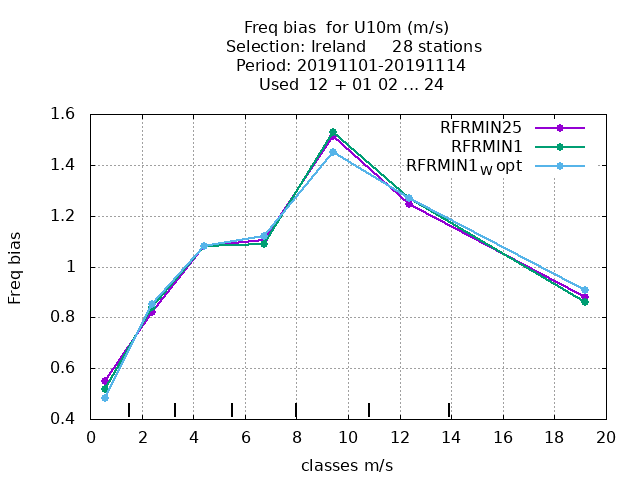 Freq bias  for U10m (m/s)
Selection: Ireland     28 stations
Period: 20191101-20191114
Used  12 + 01 02 ... 24
RFRMIN25
RFRMIN1
RFRMIN1W opt
Freq bias
1.6
1.4
1.2
1
0.8
0.6
0.4
0 2 4 6 8 10 12 14 16 18 20
classes m/s